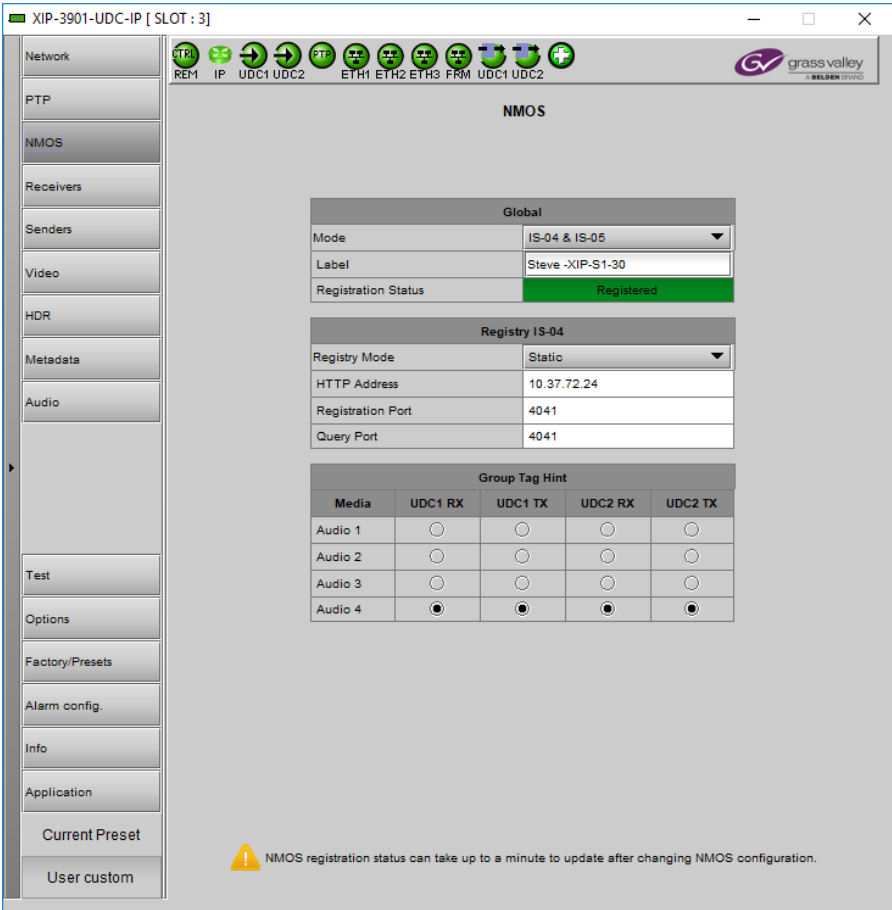 XIP-3901-UDC-IP [ SLOT : 3]
Network
PTP
NMOS
Receivers
Senders
Video
HDR
Metadata
Audio
Test
Options
Factory/Presets
Alarm config.
Info
Application
Current Preset
User custom
CTRL PTP
REM IP UDC1 UDC2 ETH1 ETH2 ETH3 FRM UDC1 UDC2
GV grass valley
A BELDEN BRAND
NMOS
Global
Mode IS-04 & IS-05
Label Steve -XIP-S1-30
Registration Status Registered
Registry IS-04
Registry Mode Static
HTTP Address 10.37.72.24
Registration Port 4041
Query Port 4041
Group Tag Hint
Media UDC1 RX UDC1 TX UDC2 RX UDC2 TX
Audio 1
Audio 2
Audio 3
Audio 4
NMOS registration status can take up to a minute to update after changing NMOS configuration.